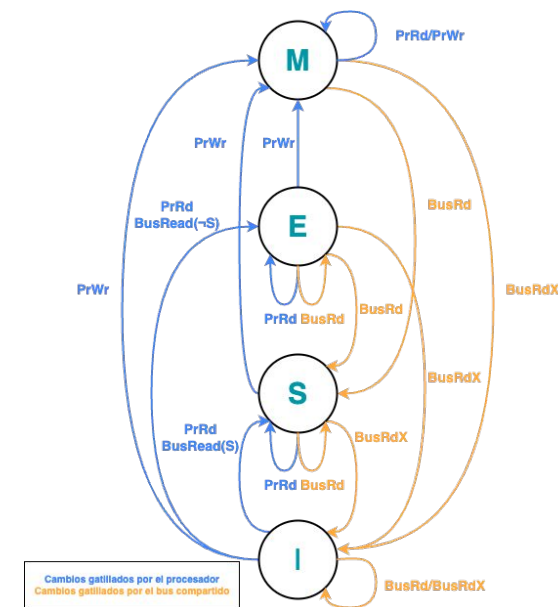 M
PrRd/PrWr
PrWr
PrWr
PrRd
BusRead(¬S)
BusRd
E
PrWr
BusRdX
PrRd
BusRd
BusRd
BusRdX
S
PrRd
BusRead(S)
BusRdX
PrRd
BusRd
I
BusRd/BusRdX
Cambios gatillados por el procesador
Cambios gatillados por el bus compartido